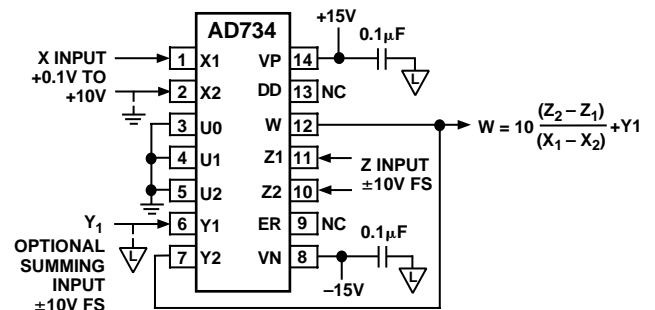 AD734
+15V
0.1μF
L
X INPUT
+0.1V TO
+10V
1 X1
2 X2
3 U0
4 U1
5 U2
6 Y1
7 Y2
VP 14
DD 13 NC
W 12
Z1 11
Z2 10
ER 9 NC
VN 8
W = 10 (Z2 – Z1) / (X1 – X2) +Y1
Z INPUT
±10V FS
Y1
L
OPTIONAL
SUMMING
INPUT
±10V FS
0.1μF
L
–15V